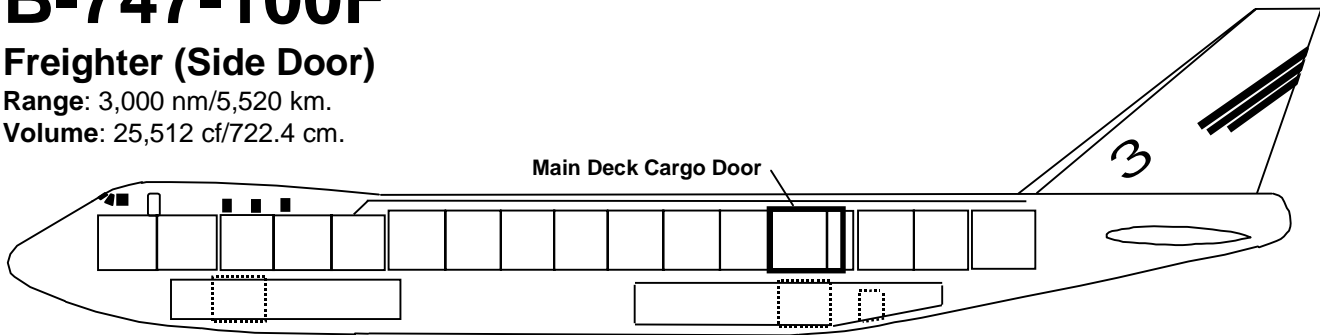 B-747-100F
Freighter (Side Door)
Range: 3,000 nm/5,520 km.
Volume: 25,512 cf/722.4 cm.
Main Deck Cargo Door
3